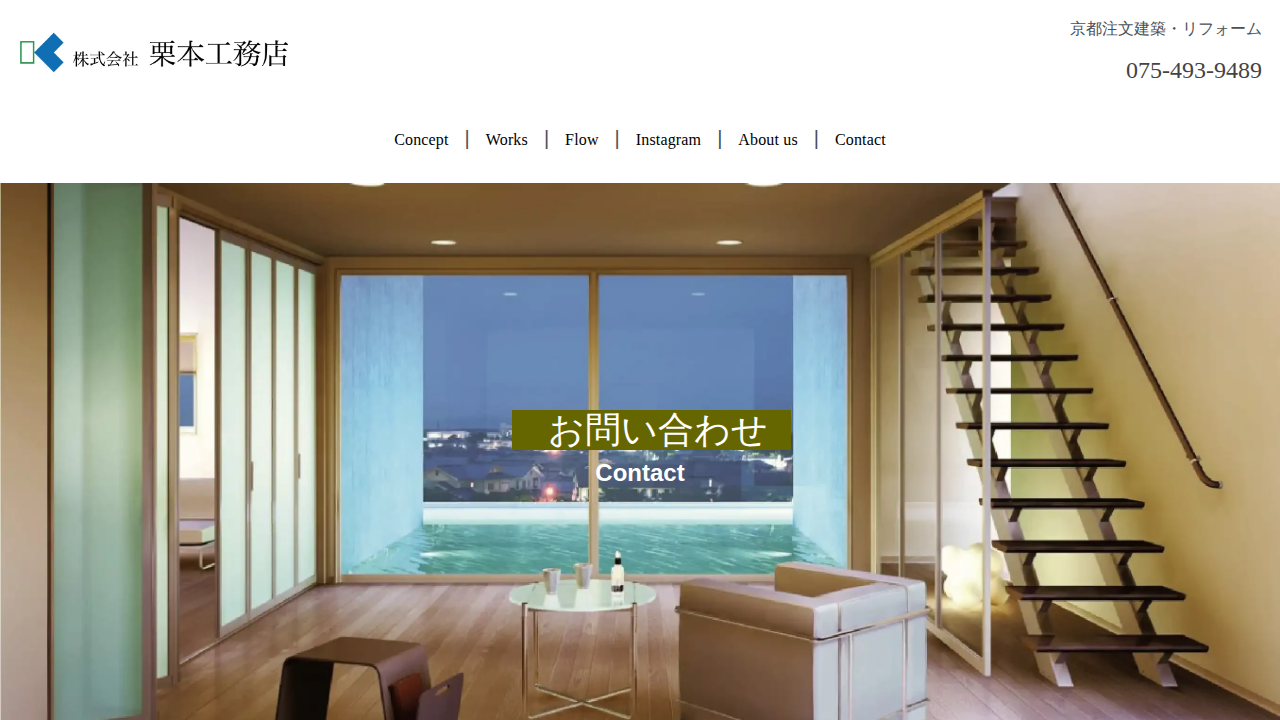 株式会社 栗本工務店
京都注文建築・リフォーム
075-493-9489
Concept | Works | Flow | Instagram | About us | Contact
お問い合わせ
Contact